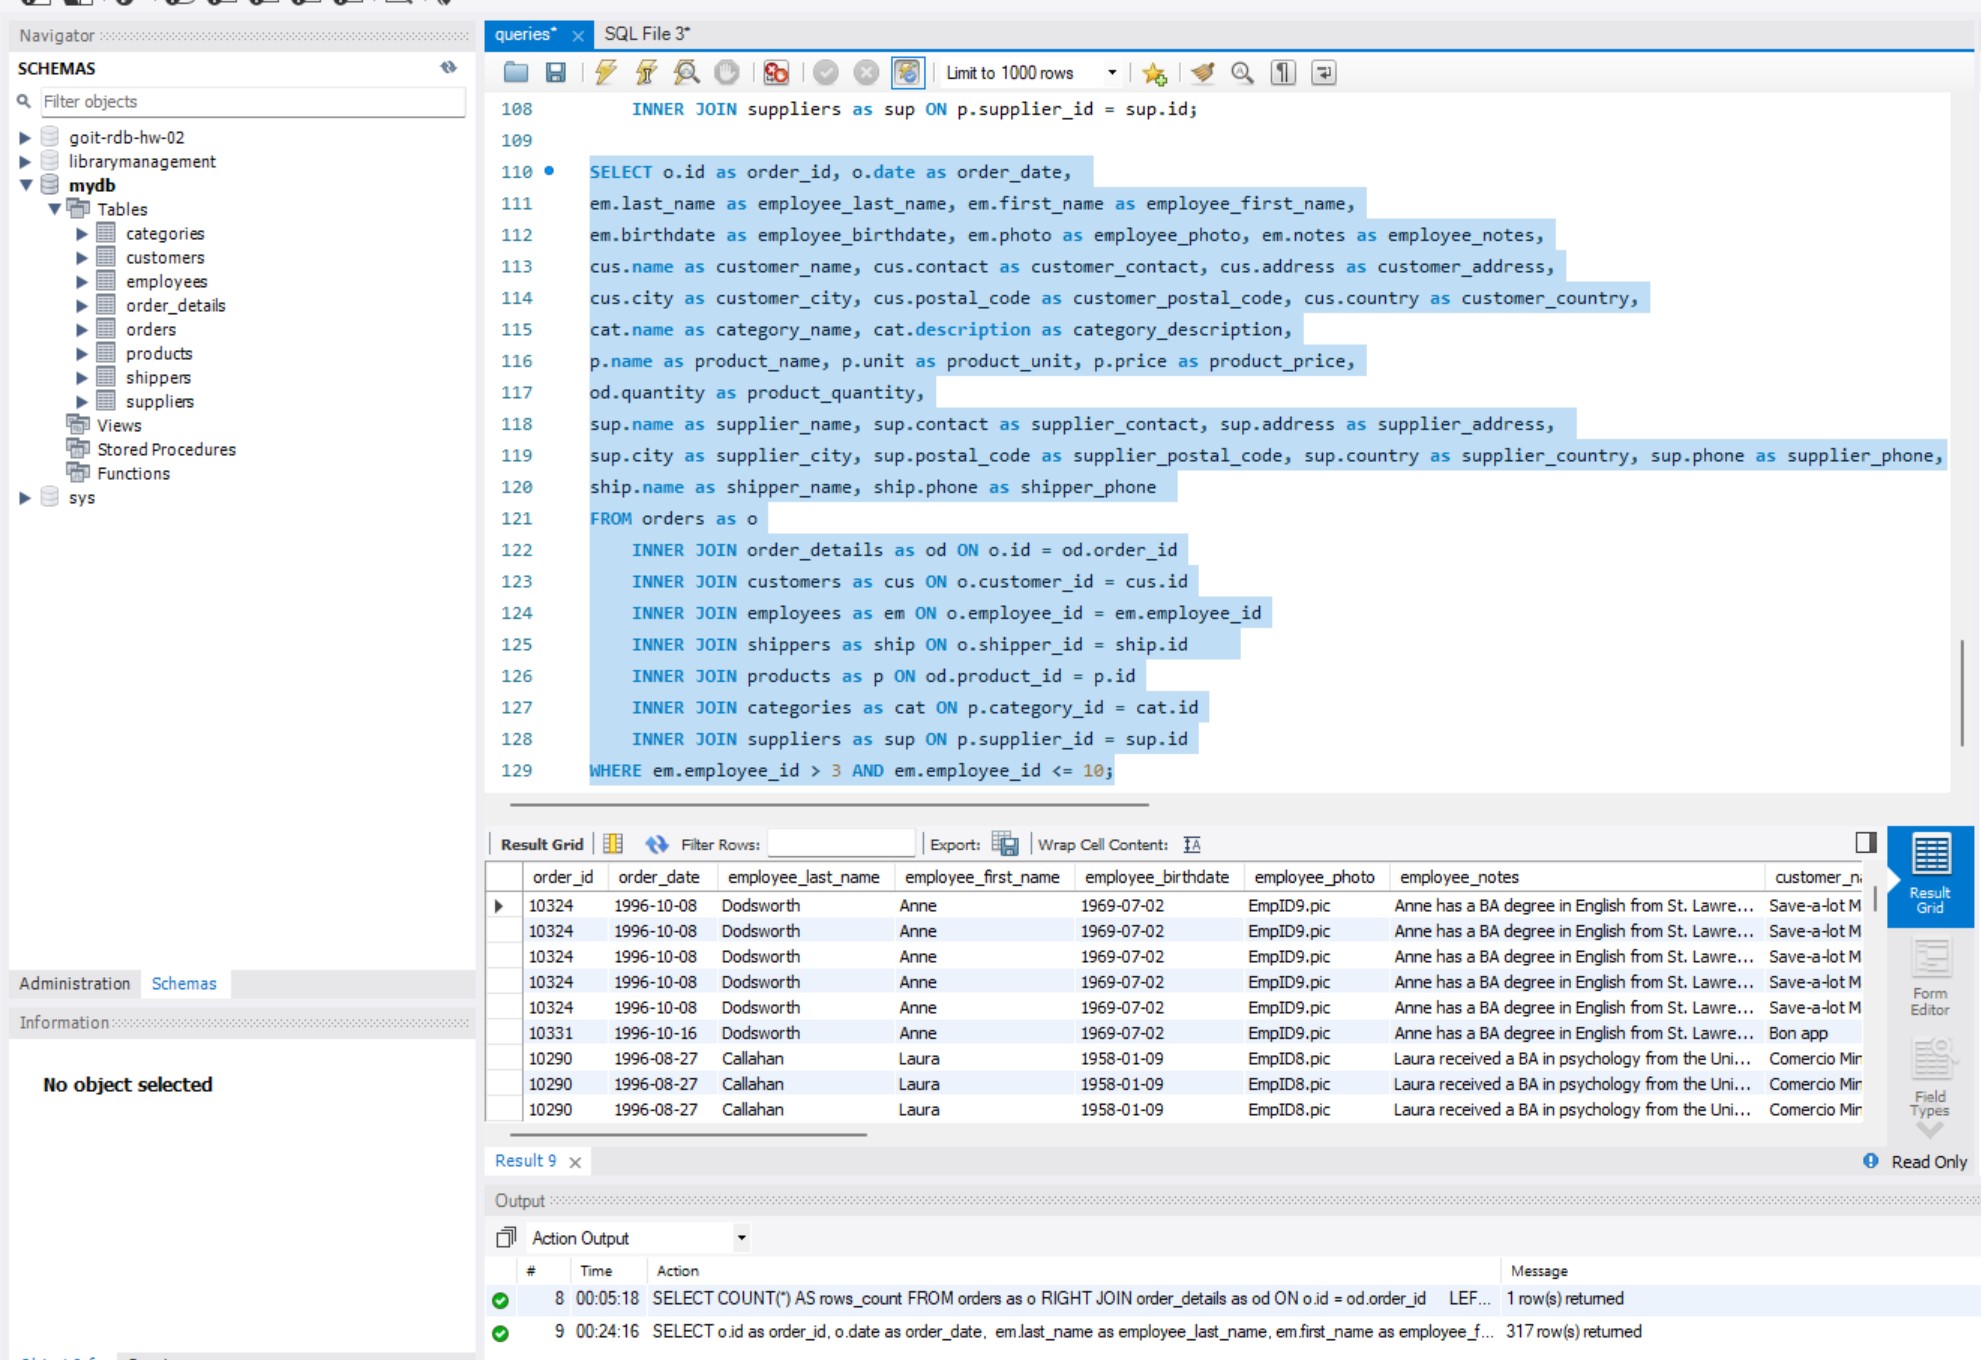 Navigator
SCHEMAS
Filter objects
goit-rdb-hw-02
librarymanagement
mydb
Tables
categories
customers
employees
order_details
orders
products
shippers
suppliers
Views
Stored Procedures
Functions
sys
Administration Schemas
Information
No object selected
queries* SQL File 3*
Limit to 1000 rows
108 INNER JOIN suppliers as sup ON p.supplier_id = sup.id;
109
110 SELECT o.id as order_id, o.date as order_date,
111 em.last_name as employee_last_name, em.first_name as employee_first_name,
112 em.birthdate as employee_birthdate, em.photo as employee_photo, em.notes as employee_notes,
113 cus.name as customer_name, cus.contact as customer_contact, cus.address as customer_address,
114 cus.city as customer_city, cus.postal_code as customer_postal_code, cus.country as customer_country,
115 cat.name as category_name, cat.description as category_description,
116 p.name as product_name, p.unit as product_unit, p.price as product_price,
117 od.quantity as product_quantity,
118 sup.name as supplier_name, sup.contact as supplier_contact, sup.address as supplier_address,
119 sup.city as supplier_city, sup.postal_code as supplier_postal_code, sup.country as supplier_country, sup.phone as supplier_phone,
120 ship.name as shipper_name, ship.phone as shipper_phone
121 FROM orders as o
122 INNER JOIN order_details as od ON o.id = od.order_id
123 INNER JOIN customers as cus ON o.customer_id = cus.id
124 INNER JOIN employees as em ON o.employee_id = em.employee_id
125 INNER JOIN shippers as ship ON o.shipper_id = ship.id
126 INNER JOIN products as p ON od.product_id = p.id
127 INNER JOIN categories as cat ON p.category_id = cat.id
128 INNER JOIN suppliers as sup ON p.supplier_id = sup.id
129 WHERE em.employee_id > 3 AND em.employee_id <= 10;
Result Grid Filter Rows: Export: Wrap Cell Content:
order_id order_date employee_last_name employee_first_name employee_birthdate employee_photo employee_notes customer_n
10324 1996-10-08 Dodsworth Anne 1969-07-02 EmpID9.pic Anne has a BA degree in English from St. Lawre... Save-a-lot M
10324 1996-10-08 Dodsworth Anne 1969-07-02 EmpID9.pic Anne has a BA degree in English from St. Lawre... Save-a-lot M
10324 1996-10-08 Dodsworth Anne 1969-07-02 EmpID9.pic Anne has a BA degree in English from St. Lawre... Save-a-lot M
10324 1996-10-08 Dodsworth Anne 1969-07-02 EmpID9.pic Anne has a BA degree in English from St. Lawre... Save-a-lot M
10324 1996-10-08 Dodsworth Anne 1969-07-02 EmpID9.pic Anne has a BA degree in English from St. Lawre... Save-a-lot M
10331 1996-10-16 Dodsworth Anne 1969-07-02 EmpID9.pic Anne has a BA degree in English from St. Lawre... Bon app
10290 1996-08-27 Callahan Laura 1958-01-09 EmpID8.pic Laura received a BA in psychology from the Uni... Comercio Min
10290 1996-08-27 Callahan Laura 1958-01-09 EmpID8.pic Laura received a BA in psychology from the Uni... Comercio Min
10290 1996-08-27 Callahan Laura 1958-01-09 EmpID8.pic Laura received a BA in psychology from the Uni... Comercio Min
Result
Grid
Form
Editor
Field
Types
Result 9 Read Only
Output
Action Output
# Time Action Message
8 00:05:18 SELECT COUNT(*) AS rows_count FROM orders as o RIGHT JOIN order_details as od ON o.id = od.order_id LEF... 1 row(s) returned
9 00:24:16 SELECT o.id as order_id, o.date as order_date, em.last_name as employee_last_name, em.first_name as employee_f... 317 row(s) returned